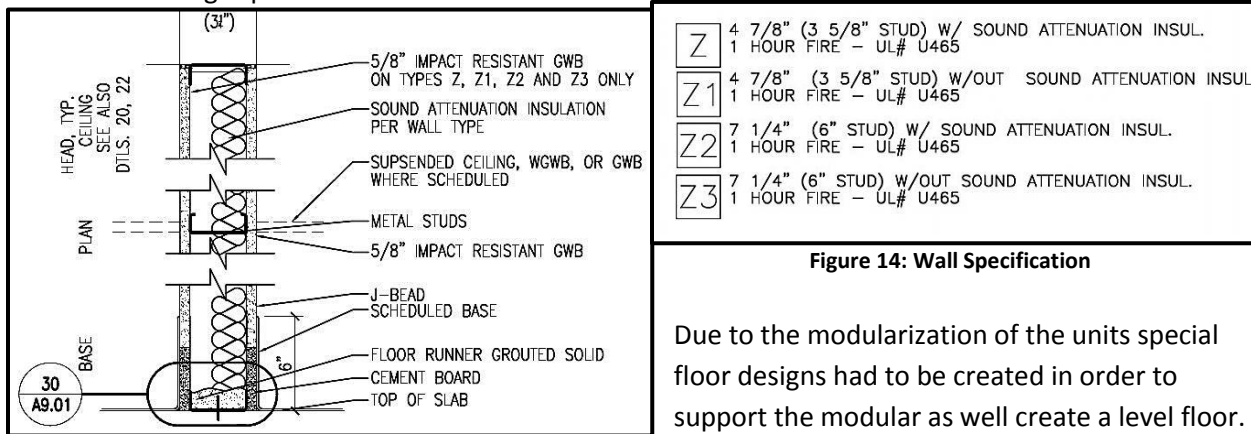 (3¼")
HEAD, TYP.
CEILING
SEE ALSO
DTLS. 20, 22
PLAN
BASE
5/8" IMPACT RESISTANT GWB
ON TYPES Z, Z1, Z2 AND Z3 ONLY
SOUND ATTENUATION INSULATION
PER WALL TYPE
SUPSENDED CEILING, WGWB, OR GWB
WHERE SCHEDULED
METAL STUDS
5/8" IMPACT RESISTANT GWB
J-BEAD
SCHEDULED BASE
6"
FLOOR RUNNER GROUTED SOLID
CEMENT BOARD
TOP OF SLAB
30
A9.01
Z 4 7/8" (3 5/8" STUD) W/ SOUND ATTENUATION INSUL.
1 HOUR FIRE - UL# U465
Z1 4 7/8" (3 5/8" STUD) W/OUT SOUND ATTENUATION INSUL
1 HOUR FIRE - UL# U465
Z2 7 1/4" (6" STUD) W/ SOUND ATTENUATION INSUL.
1 HOUR FIRE - UL# U465
Z3 7 1/4" (6" STUD) W/OUT SOUND ATTENUATION INSUL.
1 HOUR FIRE - UL# U465
Figure 14: Wall Specification
Due to the modularization of the units special
floor designs had to be created in order to
support the modular as well create a level floor.